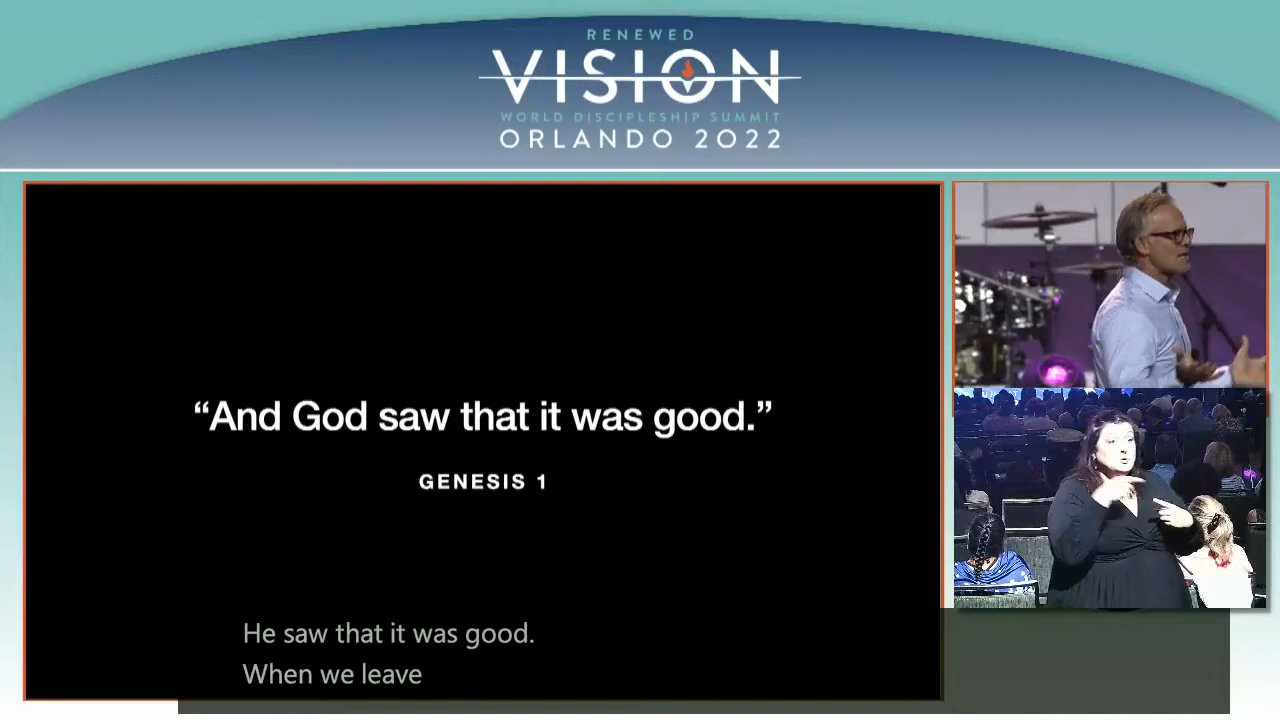 RENEWED
VISION
WORLD DISCIPLESHIP SUMMIT
ORLANDO 2022
“And God saw that it was good.”
GENESIS 1
He saw that it was good.
When we leave